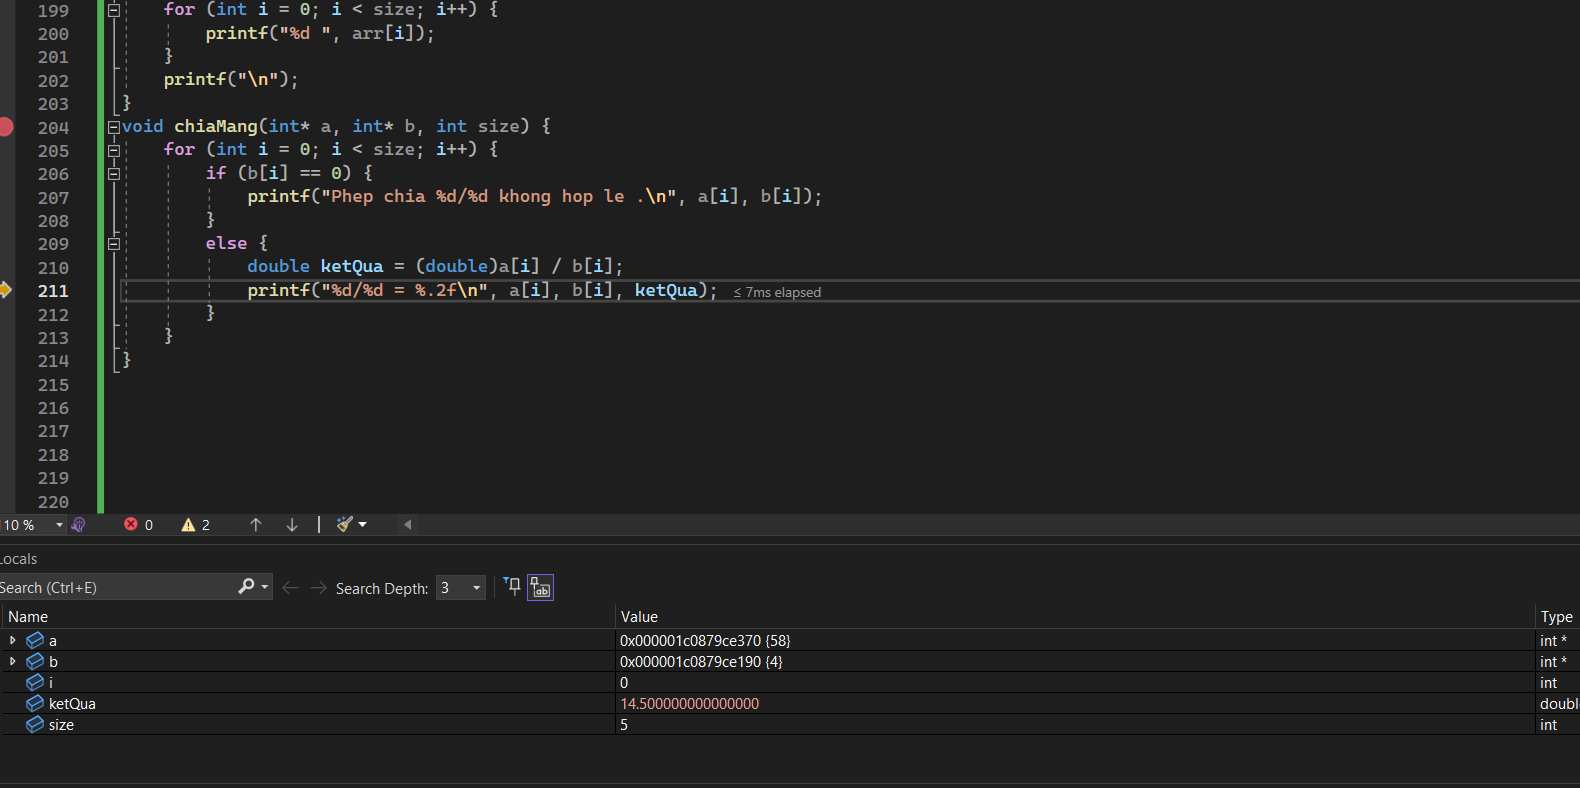 199 for (int i = 0; i < size; i++) {
200 printf("%d ", arr[i]);
201 }
202 printf("\n");
203 }
204 void chiaMang(int* a, int* b, int size) {
205 for (int i = 0; i < size; i++) {
206 if (b[i] == 0) {
207 printf("Phep chia %d/%d khong hop le .\n", a[i], b[i]);
208 }
209 else {
210 double ketQua = (double)a[i] / b[i];
211 printf("%d/%d = %.2f\n", a[i], b[i], ketQua); ≤ 7ms elapsed
212 }
213 }
214 }
215
216
217
218
219
220
10 % 0 2
Locals
Search (Ctrl+E) Search Depth: 3
Name Value Type
a 0x000001c0879ce370 {58} int *
b 0x000001c0879ce190 {4} int *
i 0 int
ketQua 14.500000000000000 doubl
size 5 int